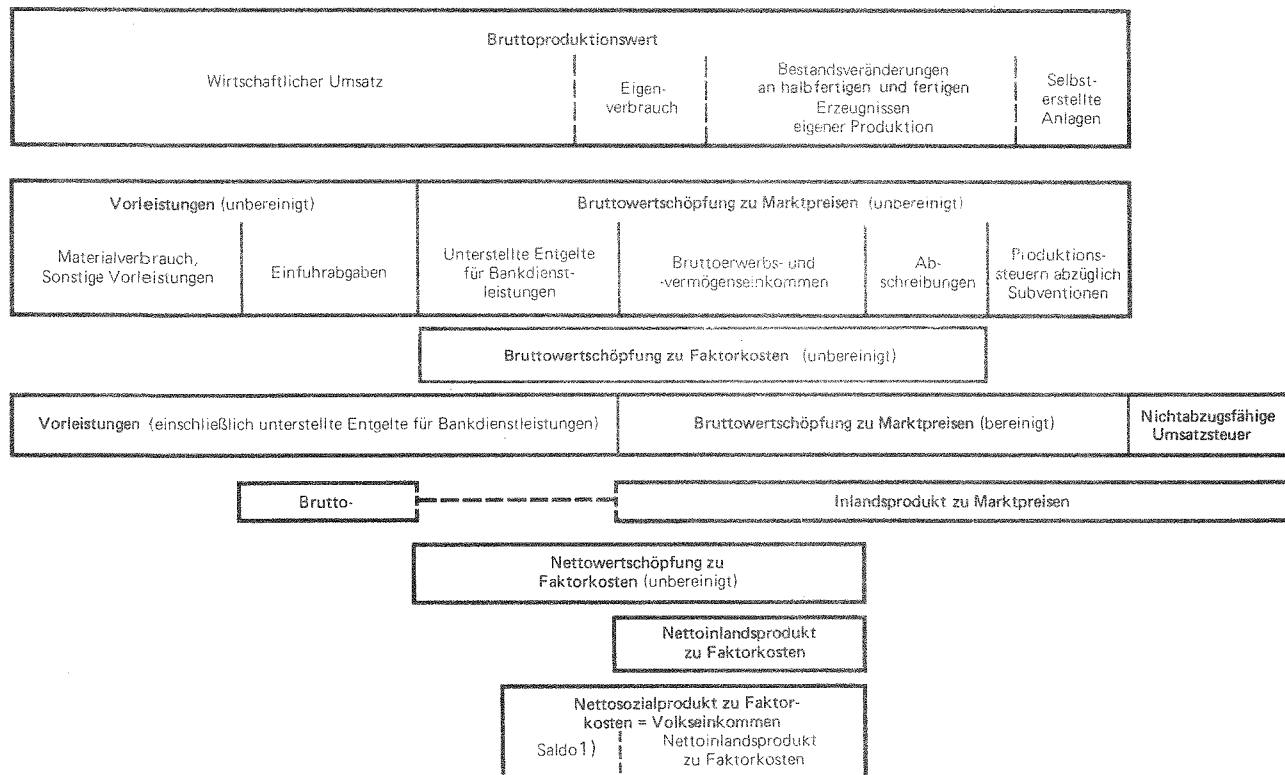 Bruttoproduktionswert
Wirtschaftlicher Umsatz
Eigen-
verbrauch
Bestandsveränderungen
an halbfertigen und fertigen
Erzeugnissen
eigener Produktion
Selbst-
erstellte
Anlagen
Vorleistungen (unbereinigt)
Bruttowertschöpfung zu Marktpreisen (unbereinigt)
Materialverbrauch,
Sonstige Vorleistungen
Einfuhrabgaben
Unterstellte Entgelte
für Bankdienst-
leistungen
Bruttoerwerbs- und
-vermögenseinkommen
Ab-
schreibungen
Produktions-
steuern abzüglich
Subventionen
Bruttowertschöpfung zu Faktorkosten (unbereinigt)
Vorleistungen (einschließlich unterstellte Entgelte für Bankdienstleistungen)
Bruttowertschöpfung zu Marktpreisen (bereinigt)
Nichtabzugsfähige
Umsatzsteuer
Brutto-
Inlandsprodukt zu Marktpreisen
Nettowertschöpfung zu
Faktorkosten (unbereinigt)
Nettoinlandsprodukt
zu Faktorkosten
Nettosozialprodukt zu Faktor-
kosten = Volkseinkommen
Saldo 1)
Nettoinlandsprodukt
zu Faktorkosten